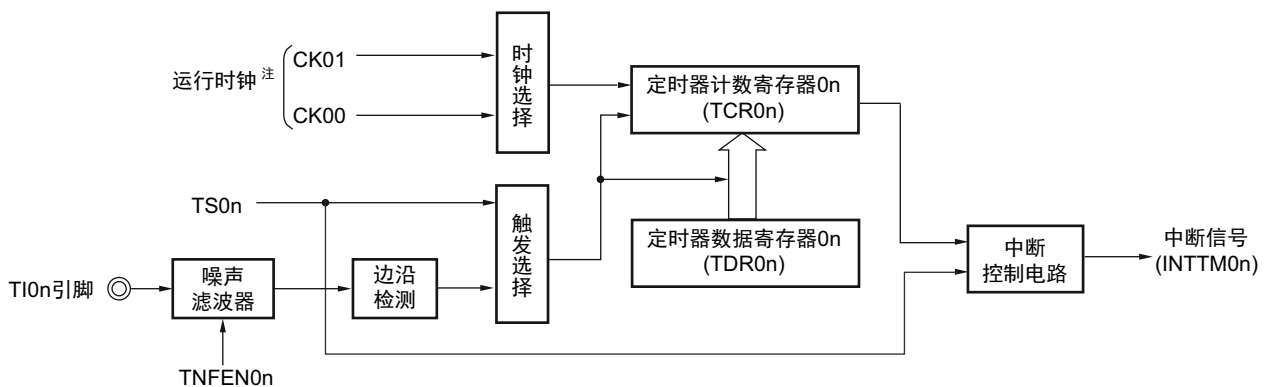 运行时钟 注
CK01
CK00
时钟选择
定时器计数寄存器0n
(TCR0n)
TS0n
触发选择
定时器数据寄存器0n
(TDR0n)
中断
控制电路
中断信号
(INTTM0n)
TI0n引脚
噪声
滤波器
边沿
检测
TNFEN0n